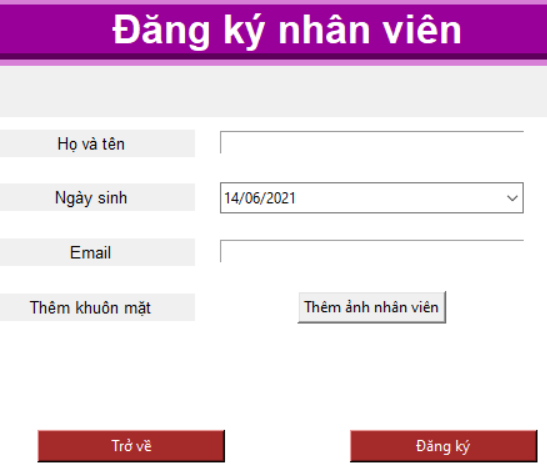 Đăng ký nhân viên
Họ và tên
Ngày sinh
14/06/2021
Email
Thêm khuôn mặt
Thêm ảnh nhân viên
Trở về
Đăng ký